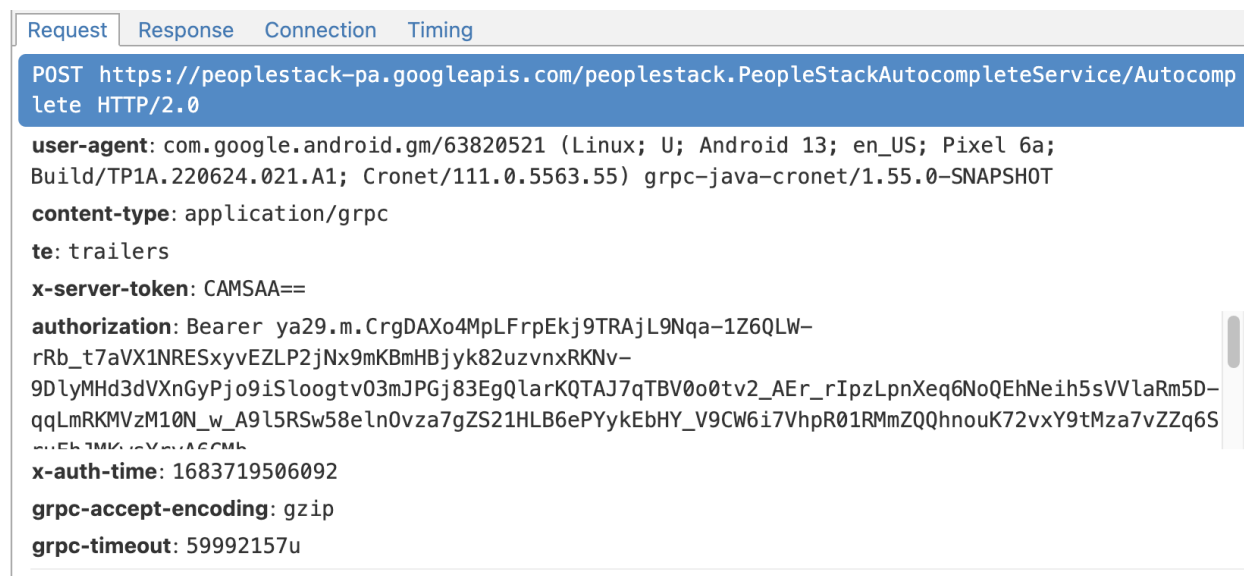 Request Response Connection Timing
POST https://peoplestack-pa.googleapis.com/peoplestack.PeopleStackAutocompleteService/Autocomp
lete HTTP/2.0
user-agent: com.google.android.gm/63820521 (Linux; U; Android 13; en_US; Pixel 6a;
Build/TP1A.220624.021.A1; Cronet/111.0.5563.55) grpc-java-cronet/1.55.0-SNAPSHOT
content-type: application/grpc
te: trailers
x-server-token: CAMSAA==
authorization: Bearer ya29.m.CrgDAXo4MpLFrpEkj9TRAjL9Nqa-1Z6QLW-
rRb_t7aVX1NRESxyvEZLP2jNx9mKBmHBjyk82uzvnxRKNv-
9DlyMHd3dVXnGyPjo9iSloogtvO3mJPGj83EgQlarKQTAJ7qTBV0o0tv2_AEr_rIpzLpnXeq6NoQEhNeih5sVVlaRm5D-
qqLmRKMVzM10N_w_A9l5RSw58elnOvza7gZS21HLB6ePYykEbHY_V9CW6i7VhpR01RMmZQQhnouK72vxY9tMza7vZZq6S
x-auth-time: 1683719506092
grpc-accept-encoding: gzip
grpc-timeout: 59992157u